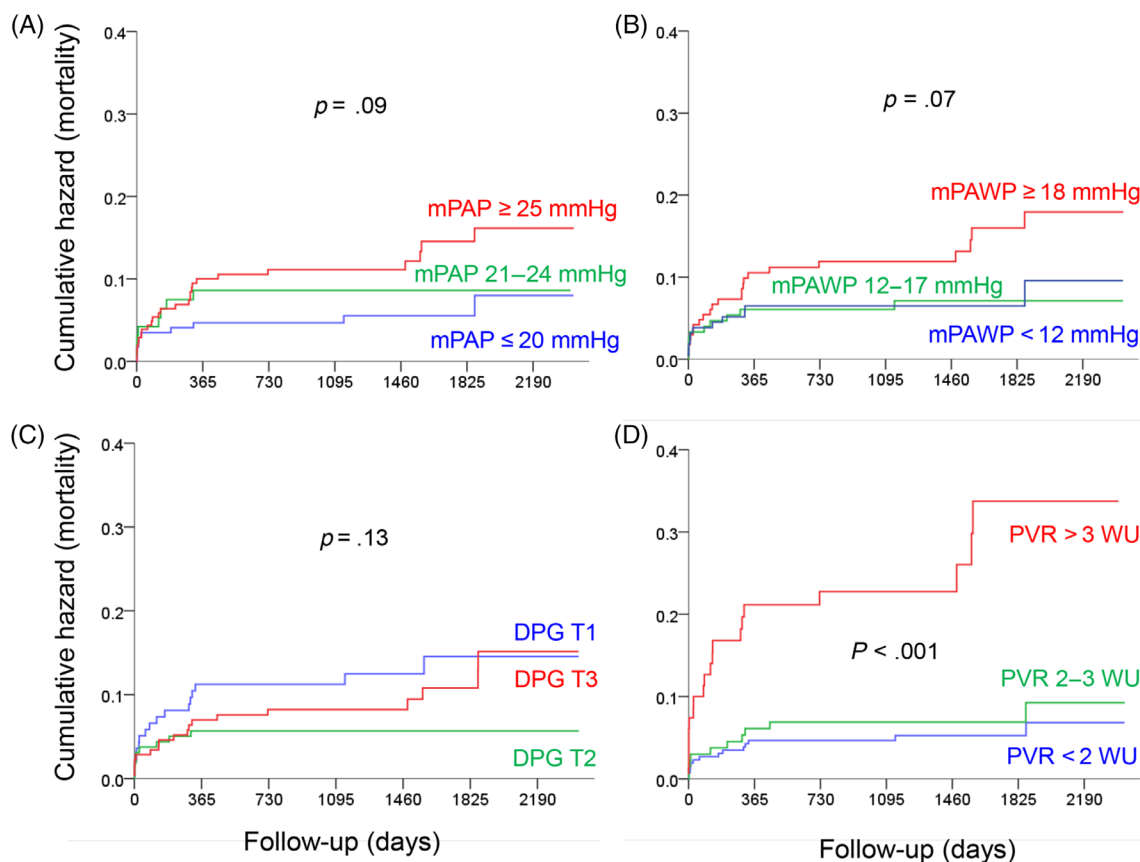 (A)
Cumulative hazard (mortality)
0.4
0.3
0.2
0.1
0.0
p = .09
mPAP ≥ 25 mmHg
mPAP 21–24 mmHg
mPAP ≤ 20 mmHg
0 365 730 1095 1460 1825 2190
(B)
0.4
0.3
0.2
0.1
0.0
p = .07
mPAWP ≥ 18 mmHg
mPAWP 12–17 mmHg
mPAWP < 12 mmHg
0 365 730 1095 1460 1825 2190
(C)
Cumulative hazard (mortality)
0.4
0.3
0.2
0.1
0.0
p = .13
DPG T1
DPG T3
DPG T2
0 365 730 1095 1460 1825 2190
Follow-up (days)
(D)
0.4
0.3
0.2
0.1
0.0
PVR > 3 WU
P < .001
PVR 2–3 WU
PVR < 2 WU
0 365 730 1095 1460 1825 2190
Follow-up (days)